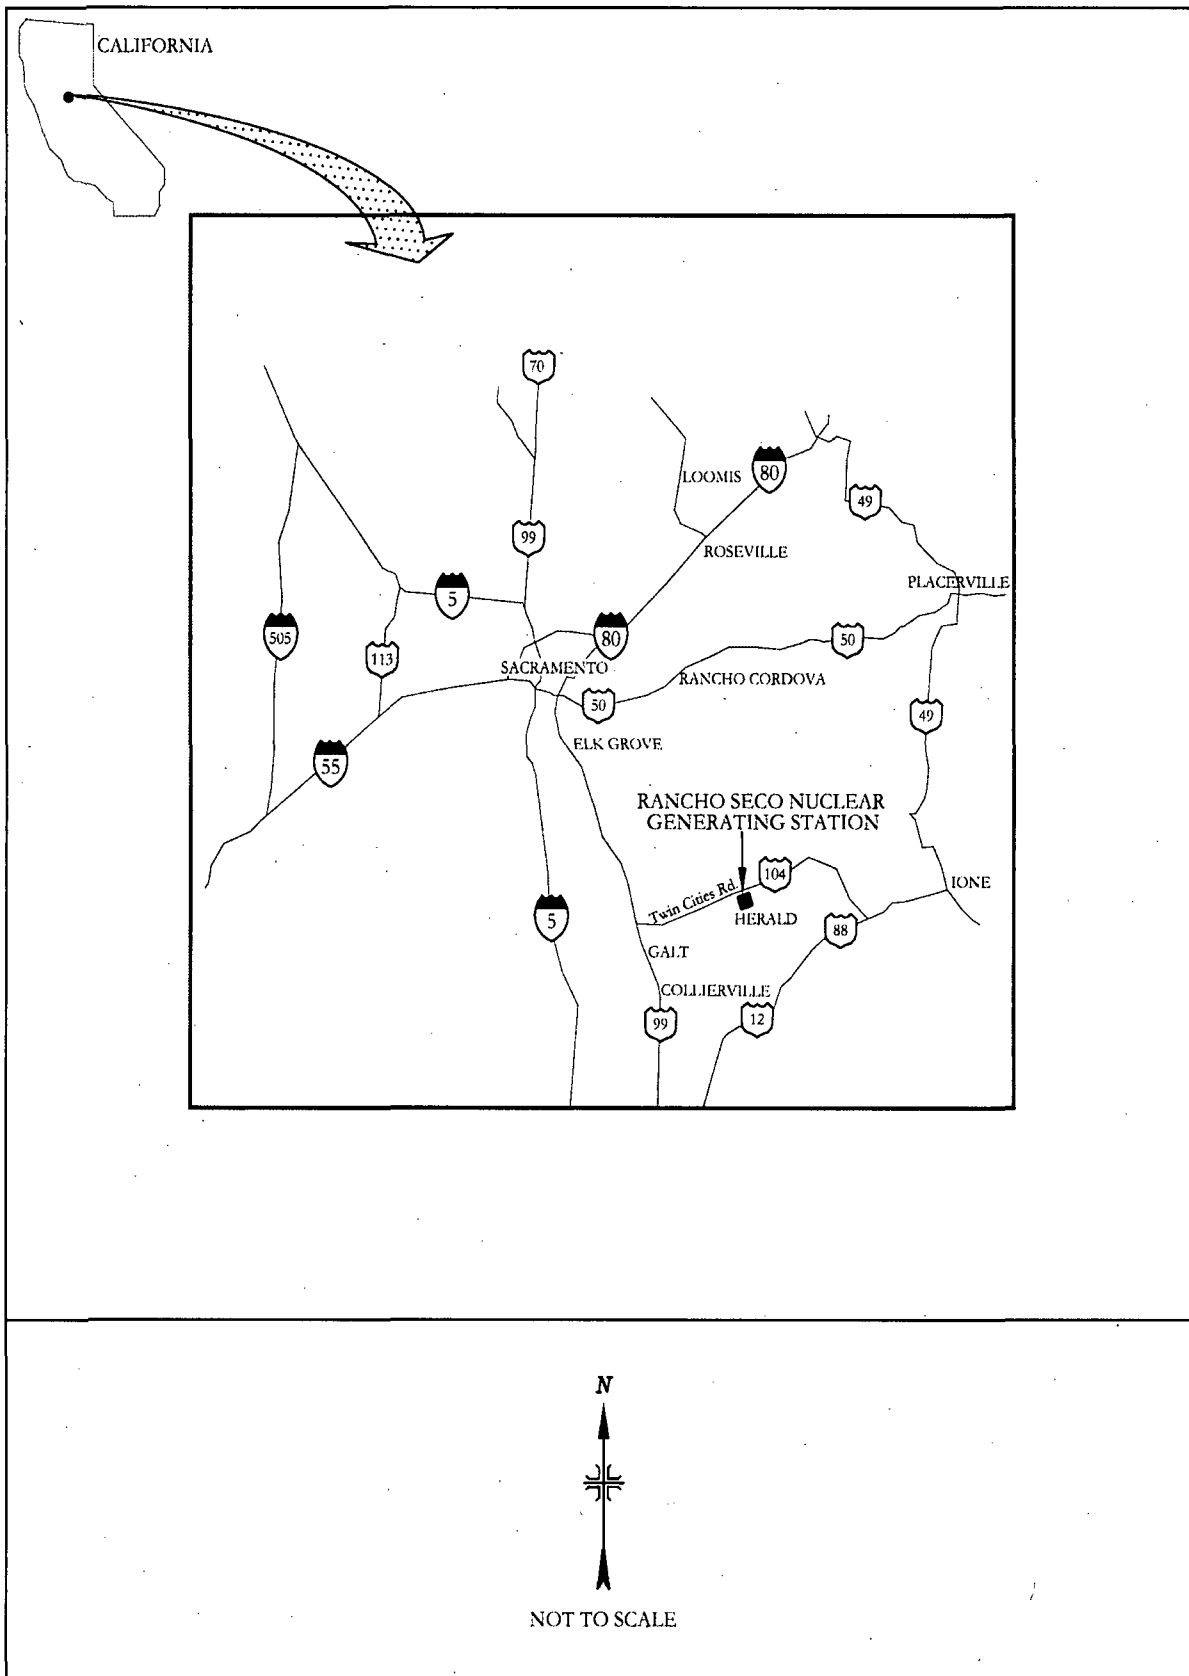 CALIFORNIA
70
LOOMIS
80
49
99
ROSEVILLE
PLACERVILLE
5
505
80
50
113
SACRAMENTO
RANCHO CORDOVA
50
49
ELK GROVE
55
RANCHO SECO NUCLEAR
GENERATING STATION
104
IONE
Twin Cities Rd.
HERALD
5
88
GALT
COLLIERVILLE
99
12
N
NOT TO SCALE